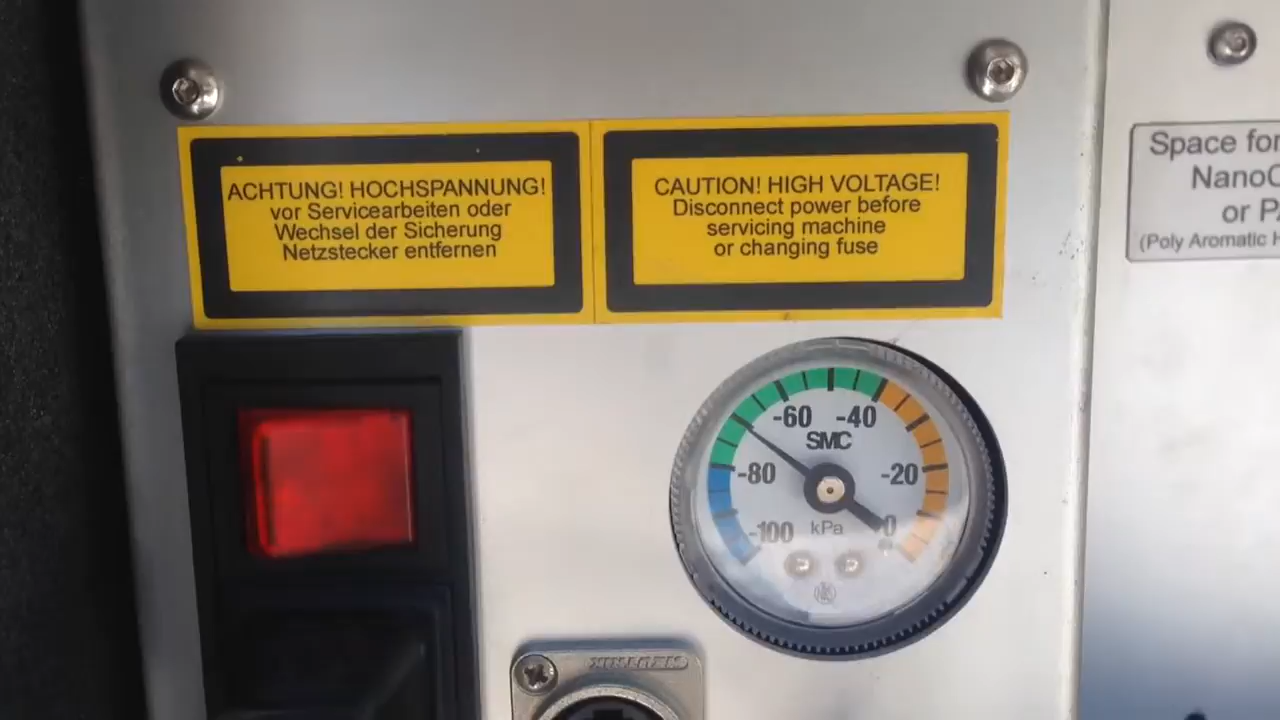 ACHTUNG! HOCHSPANNUNG!
vor Servicearbeiten oder
Wechsel der Sicherung
Netzstecker entfernen
CAUTION! HIGH VOLTAGE!
Disconnect power before
servicing machine
or changing fuse
Space for
Nano
or P
(Poly Aromatic H
-60 -40
SMC
-80 -20
-100 kPa 0